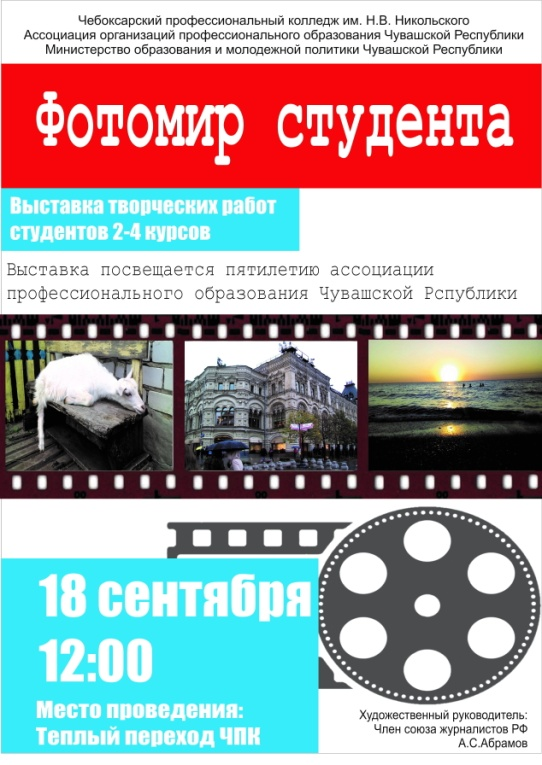 Чебоксарский профессиональный колледж им. Н.В. Никольского
Ассоциация организаций профессионального образования Чувашской Республики
Министерство образования и молодежной политики Чувашской Республики
Фотомир студента
Выставка творческих работ
студентов 2-4 курсов
Выставка посвещается пятилетию ассоциации
профессионального образования Чувашской Рспублики
18 сентября
12:00
Место проведения:
Теплый переход ЧПК
Художественный руководитель:
Член союза журналистов РФ
А.С.Абрамов